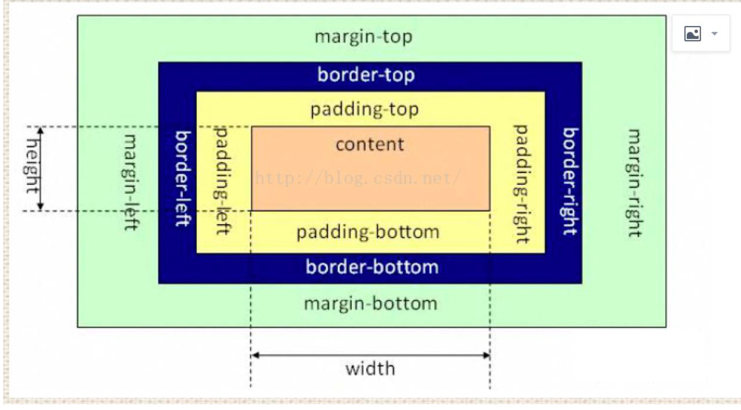 margin-top
border-top
padding-top
content
height
margin-left
border-left
padding-left
http://blog.csdn.net/
padding-right
border-right
margin-right
padding-bottom
border-bottom
margin-bottom
width